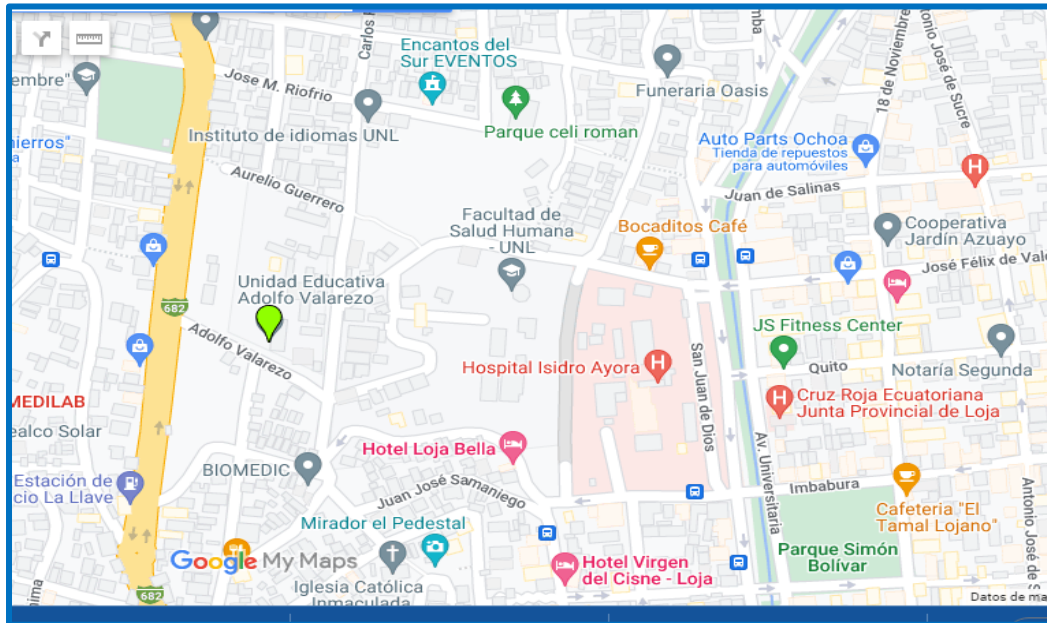 Encantos del
Sur EVENTOS
Funeraria Oasis
18 de Noviembre
Antonio José de Sucre
embre"
Jose M. Riofrio
Carlos
Instituto de idiomas UNL
Parque celi roman
Auto Parts Ochoa
Tienda de repuestos
para automóviles
hierros"
Aurelio Guerrero
Juan de Salinas
Facultad de
Salud Humana
- UNL
Bocaditos Café
Cooperativa
Jardín Azuayo
José Félix de Val
Unidad Educativa
Adolfo Valarezo
682
Adolfo Valarezo
JS Fitness Center
Quito
Notaría Segunda
Hospital Isidro Ayora
San Juan de Dios
Cruz Roja Ecuatoriana
Junta Provincial de Loja
MEDILAB
ealco Solar
Hotel Loja Bella
BIOMEDIC
Estación de
cio La Llave
Juan José Samaniego
Av. Universitaria
Imbabura
Cafeteria "El
Tamal Lojano"
Mirador el Pedestal
Parque Simón
Bolívar
Antonio José de S
Google My Maps
Hotel Virgen
del Cisne - Loja
Iglesia Católica
Inmaculada
682
Datos de ma